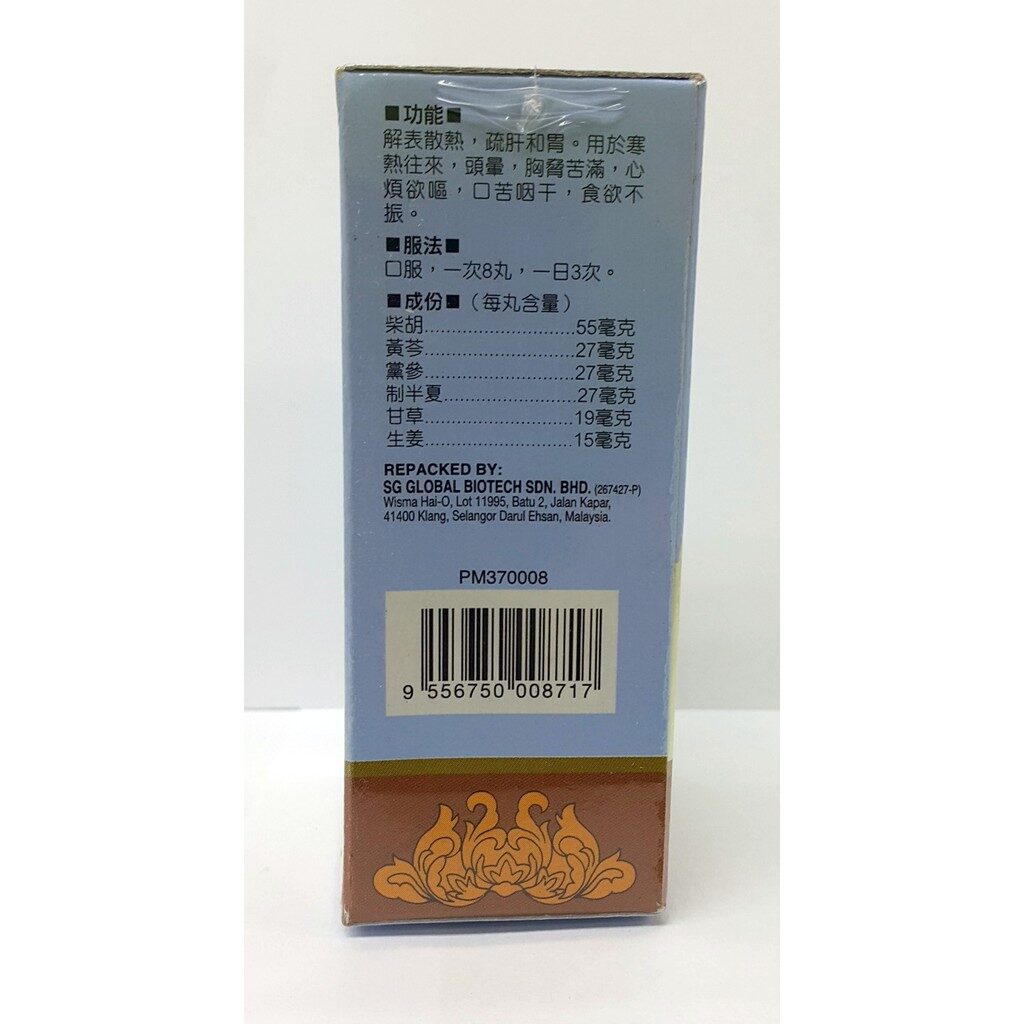 ■功能■
解表散熱，疏肝和胃。用於寒
熱往來，頭暈，胸脅苦滿，心
煩欲嘔，口苦咽干，食欲不
振。
■服法■
口服，一次8丸，一日3次。
■成份■（每丸含量）
柴胡............................55毫克
黃芩............................27毫克
黨參............................27毫克
制半夏.........................27毫克
甘草............................19毫克
生姜............................15毫克
REPACKED BY:
SG GLOBAL BIOTECH SDN. BHD. (267427-P)
Wisma Hai-O, Lot 11995, Batu 2, Jalan Kapar,
41400 Klang, Selangor Darul Ehsan, Malaysia.
PM370008
9 556750 008717